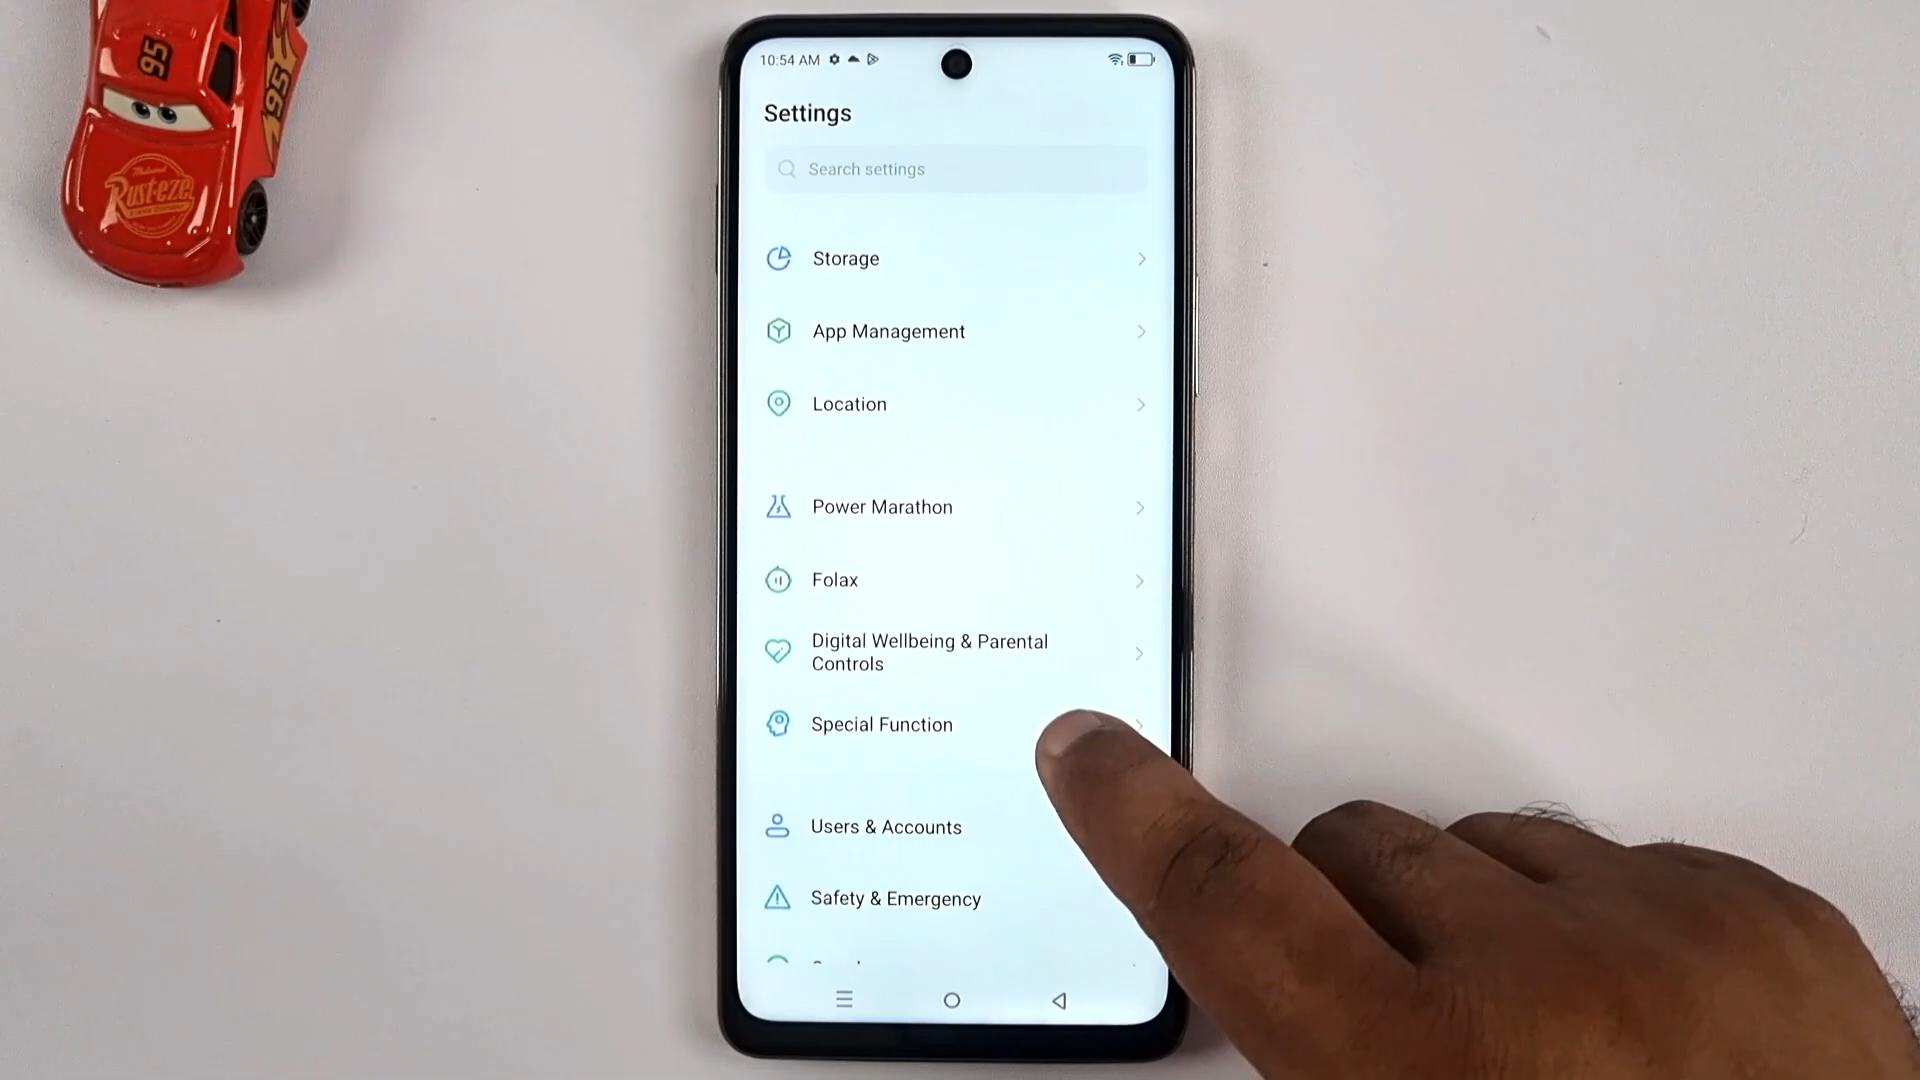 95
95
Rust-eze
10:54 AM
Settings
Search settings
Storage
App Management
Location
Power Marathon
Folax
Digital Wellbeing & Parental
Controls
Special Function
Users & Accounts
Safety & Emergency